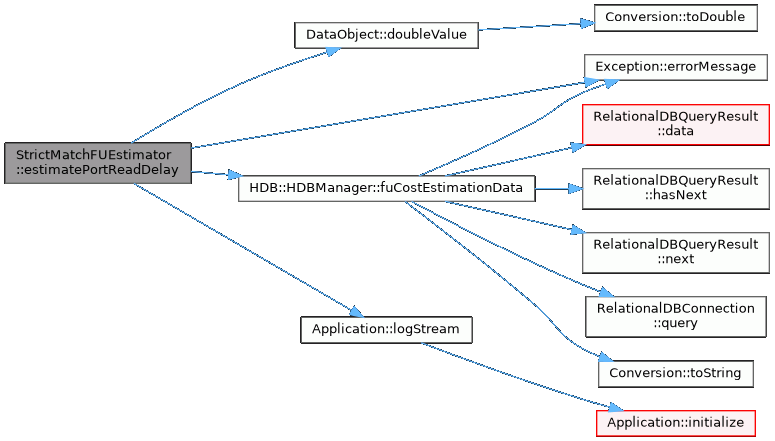 StrictMatchFUEstimator
::estimatePortReadDelay
DataObject::doubleValue
Conversion::toDouble
Exception::errorMessage
HDB::HDBManager::fuCostEstimationData
RelationalDBQueryResult
::data
RelationalDBQueryResult
::hasNext
RelationalDBQueryResult
::next
RelationalDBConnection
::query
Conversion::toString
Application::logStream
Application::initialize